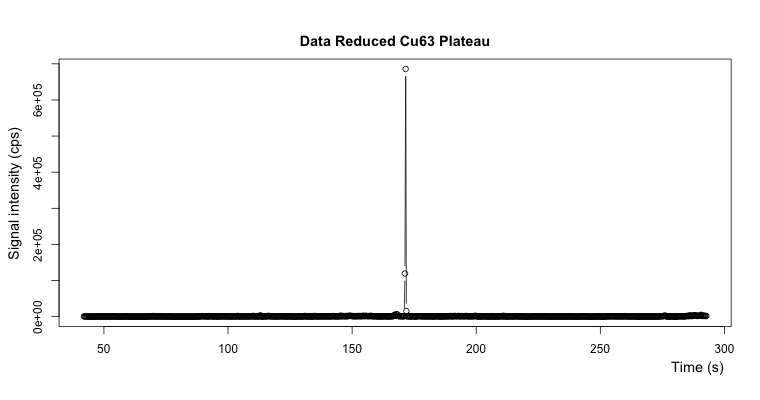 Data Reduced Cu63 Plateau
Signal intensity (cps)
6e+05
4e+05
2e+05
0e+00
50 100 150 200 250 300
Time (s)